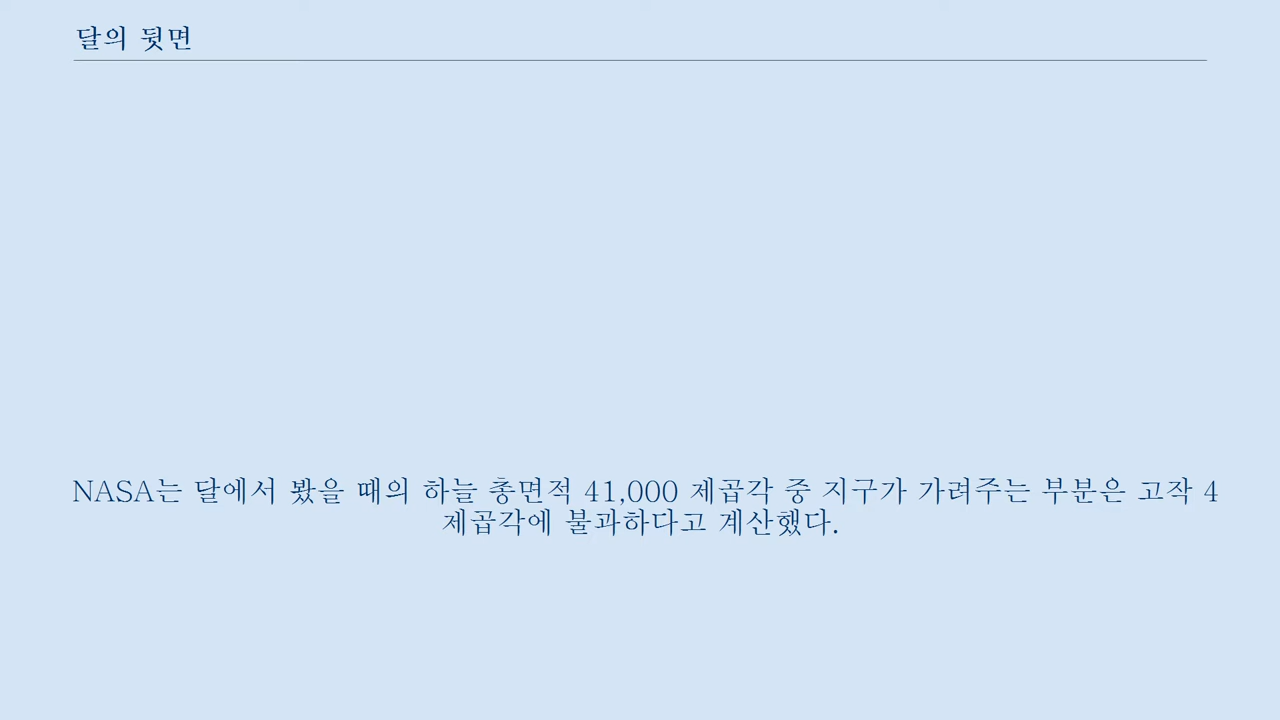 달의 뒷면
NASA는 달에서 봤을 때의 하늘 총면적 41,000 제곱각 중 지구가 가려주는 부분은 고작 4
제곱각에 불과하다고 계산했다.